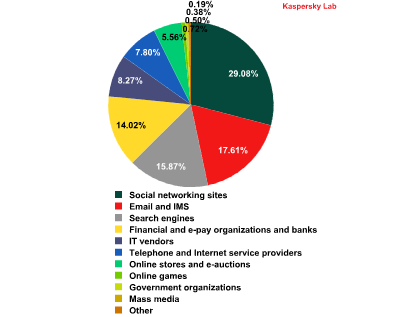 0.19%
Kaspersky Lab
0.38%
0.50%
0.72%
5.56%
7.80%
29.08%
8.27%
14.02%
17.61%
15.87%
Social networking sites
Email and IMS
Search engines
Financial and e-pay organizations and banks
IT vendors
Telephone and Internet service providers
Online stores and e-auctions
Online games
Government organizations
Mass media
Other